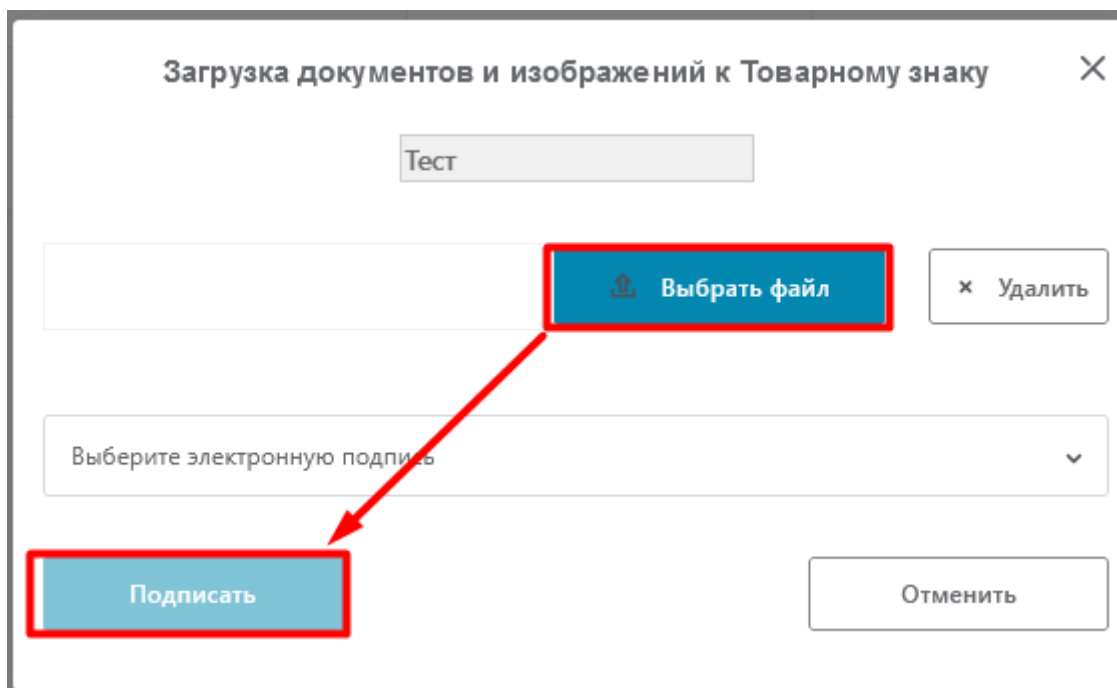 Загрузка документов и изображений к Товарному знаку
Тест
Выбрать файл
× Удалить
Выберите электронную подпись
Подписать
Отменить